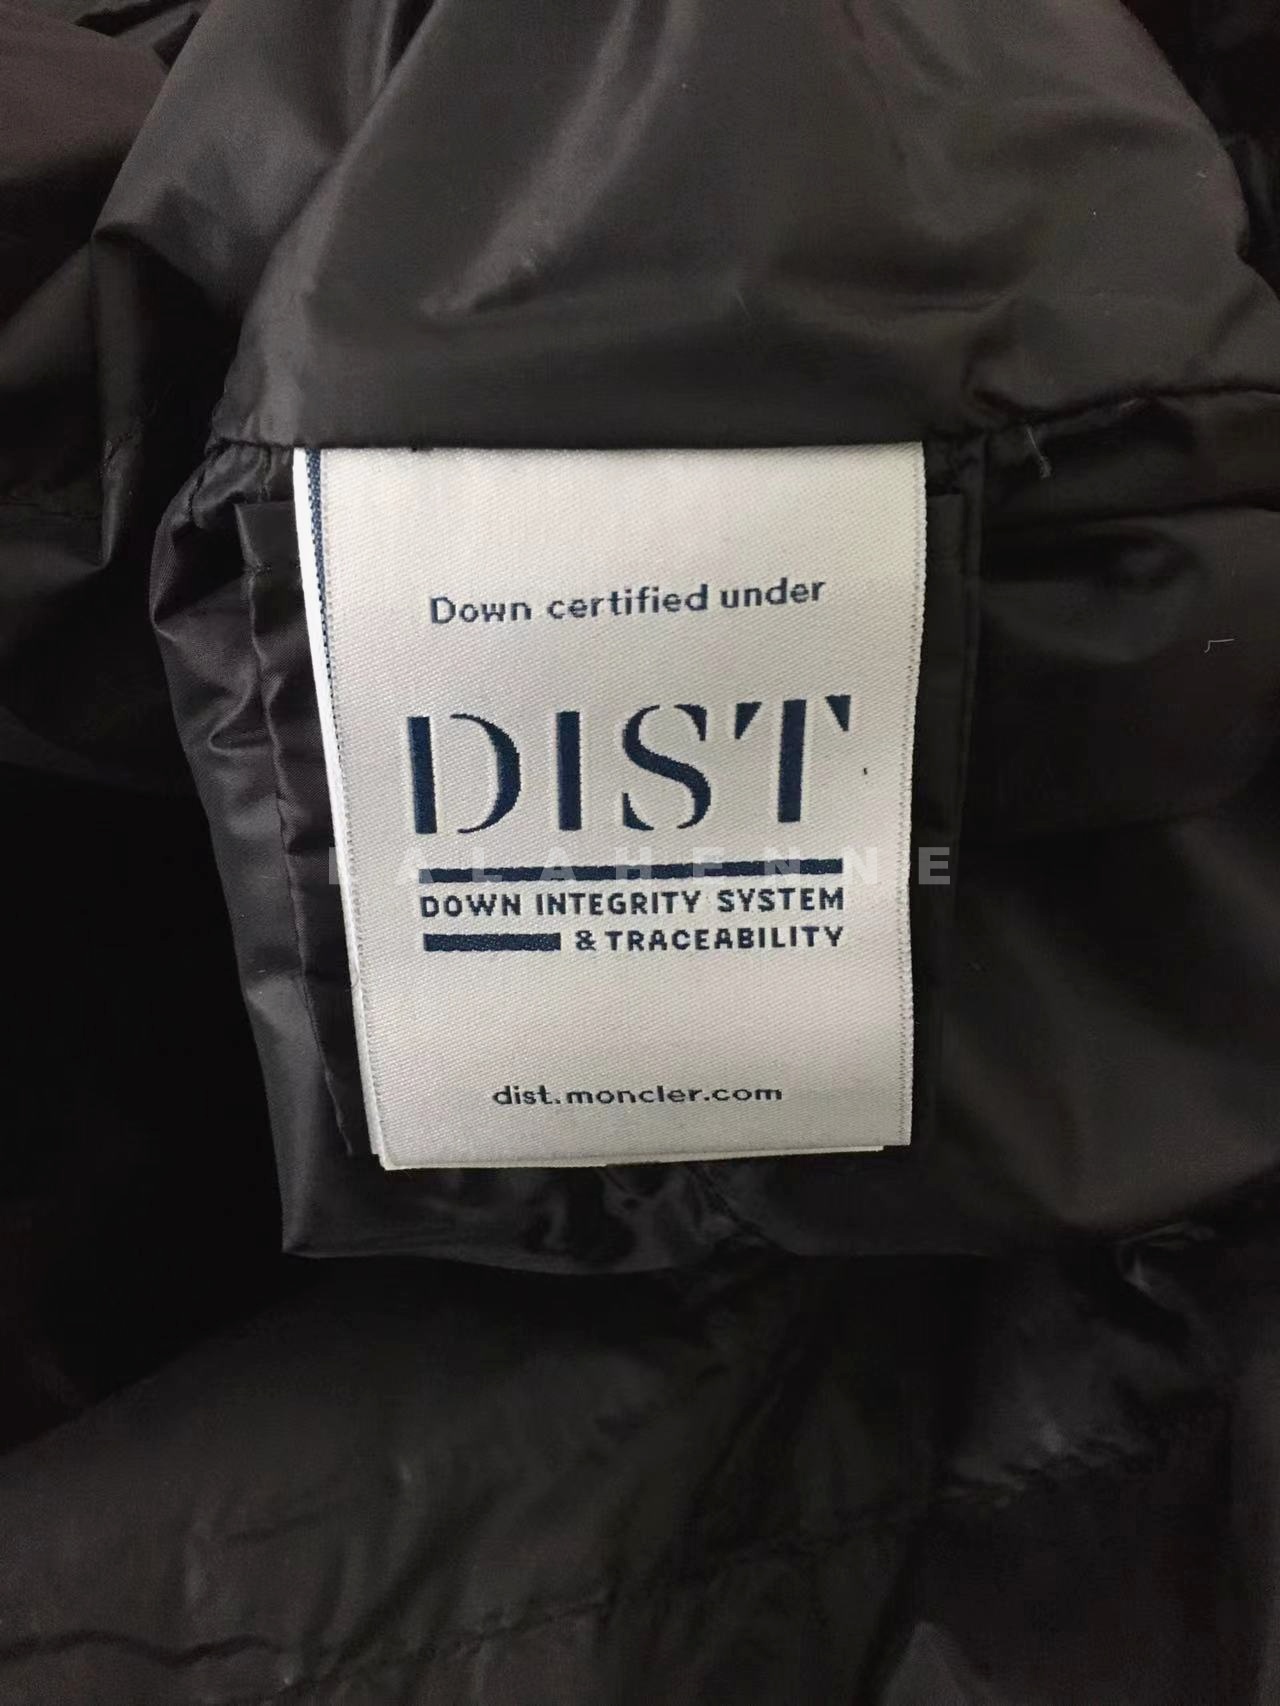 Down certified under
DIST
DOWN INTEGRITY SYSTEM
& TRACEABILITY
dist.moncler.com